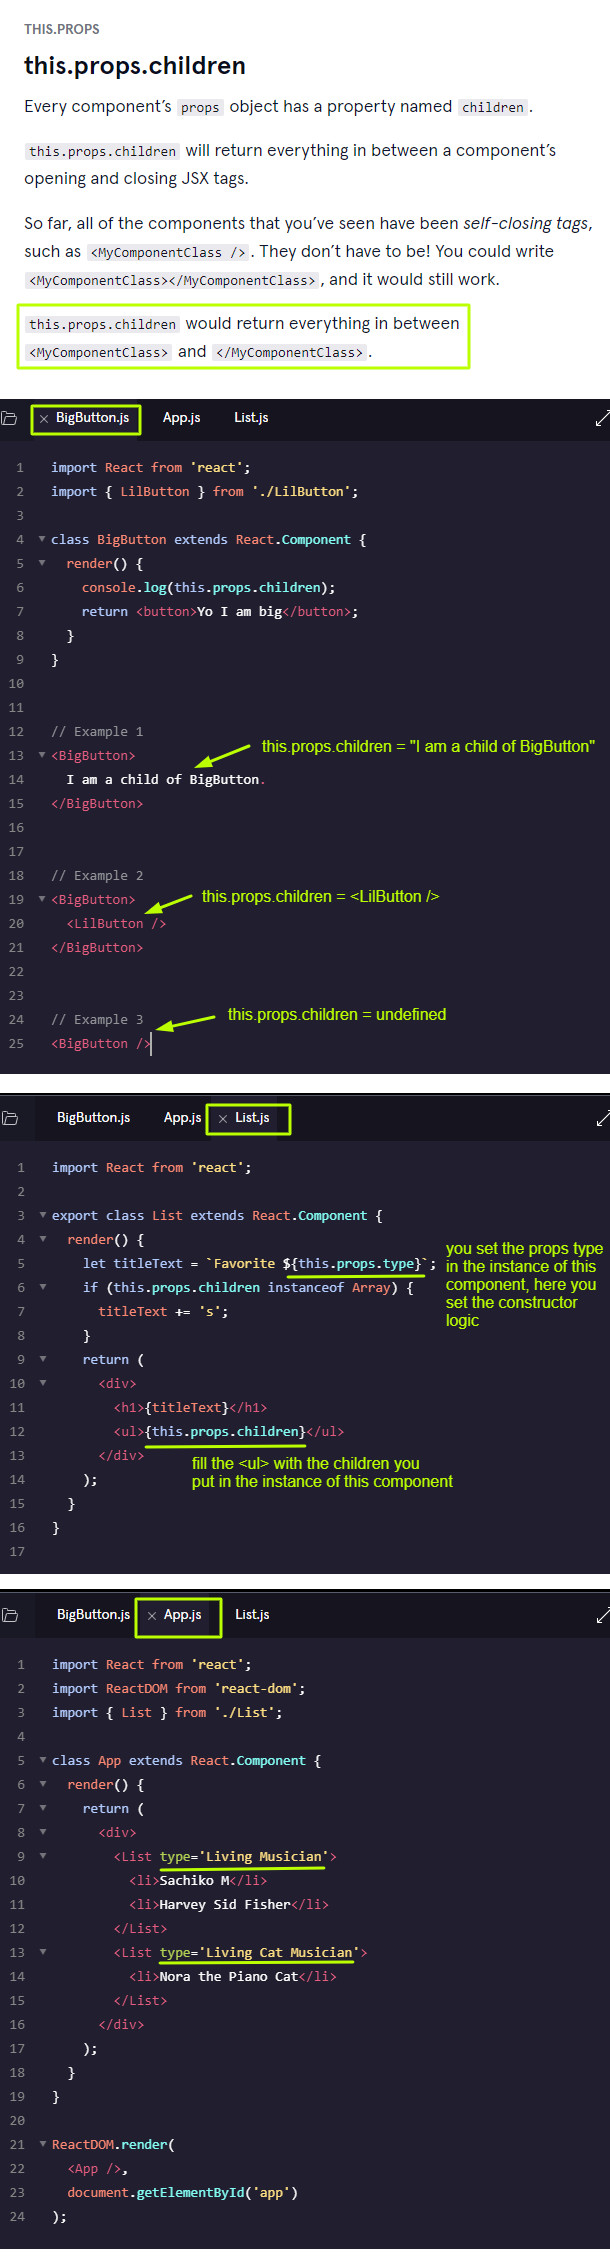 THIS.PROPS
this.props.children
Every component’s props object has a property named children.
this.props.children will return everything in between a component’s
opening and closing JSX tags.
So far, all of the components that you’ve seen have been self-closing tags,
such as <MyComponentClass />. They don’t have to be! You could write
<MyComponentClass></MyComponentClass>, and it would still work.
this.props.children would return everything in between
<MyComponentClass> and </MyComponentClass>.
× BigButton.js App.js List.js
1 import React from 'react';
2 import { LilButton } from './LilButton';
3
4 class BigButton extends React.Component {
5 render() {
6 console.log(this.props.children);
7 return <button>Yo I am big</button>;
8 }
9 }
10
11
12 // Example 1
this.props.children = "I am a child of BigButton"
13 <BigButton>
14 I am a child of BigButton.
15 </BigButton>
16
17
18 // Example 2
19 <BigButton>
this.props.children = <LilButton />
20 <LilButton />
21 </BigButton>
22
23
24 // Example 3
this.props.children = undefined
25 <BigButton />
BigButton.js App.js × List.js
1 import React from 'react';
2
3 export class List extends React.Component {
4 render() {
5 let titleText = `Favorite ${this.props.type}`;
6 if (this.props.children instanceof Array) {
7 titleText += 's';
8 }
you set the props type
in the instance of this
component, here you
set the constructor
logic
9 return (
10 <div>
11 <h1>{titleText}</h1>
12 <ul>{this.props.children}</ul>
13 </div>
fill the <ul> with the children you
put in the instance of this component
14 );
15 }
16 }
17
BigButton.js × App.js List.js
1 import React from 'react';
2 import ReactDOM from 'react-dom';
3 import { List } from './List';
4
5 class App extends React.Component {
6 render() {
7 return (
8 <div>
9 <List type='Living Musician'>
10 <li>Sachiko M</li>
11 <li>Harvey Sid Fisher</li>
12 </List>
13 <List type='Living Cat Musician'>
14 <li>Nora the Piano Cat</li>
15 </List>
16 </div>
17 );
18 }
19 }
20
21 ReactDOM.render(
22 <App />,
23 document.getElementById('app')
24 );